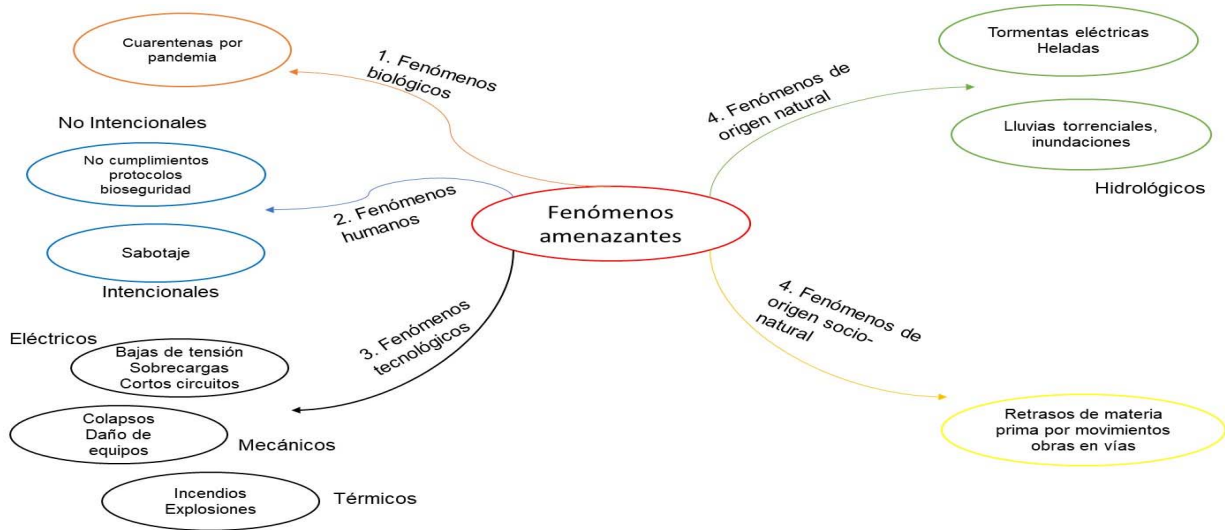 Cuarentenas por
pandemia
1. Fenómenos
biológicos
No Intencionales
No cumplimientos
protocolos
bioseguridad
2. Fenómenos
humanos
Sabotaje
Intencionales
3. Fenómenos
tecnológicos
Eléctricos
Bajas de tensión
Sobrecargas
Cortos circuitos
Colapsos
Daño de
equipos
Mecánicos
Incendios
Explosiones
Térmicos
Fenómenos
amenazantes
4. Fenómenos de
origen natural
Tormentas eléctricas
Heladas
Lluvias torrenciales,
inundaciones
Hidrológicos
4. Fenómenos de
origen socio-
natural
Retrasos de materia
prima por movimientos
obras en vías